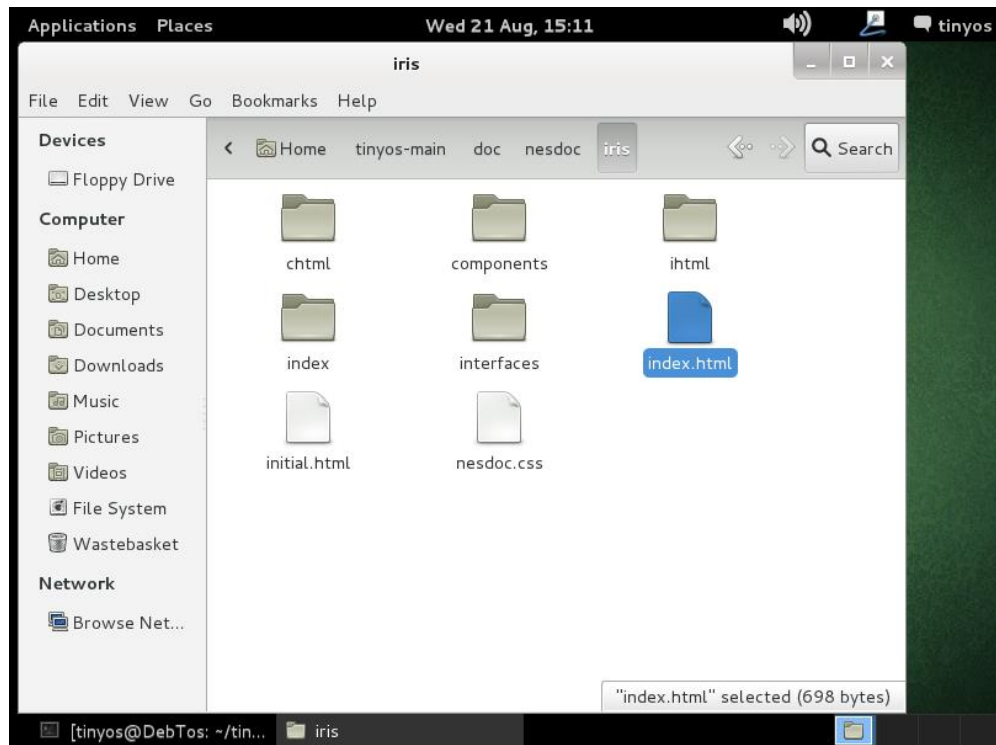 Applications Places Wed 21 Aug, 15:11 tinyos
iris
File Edit View Go Bookmarks Help
Devices
Floppy Drive
Computer
Home
Desktop
Documents
Downloads
Music
Pictures
Videos
File System
Wastebasket
Network
Browse Net...
Home tinyos-main doc nesdoc iris Search
chtml components ihtml
index interfaces index.html
initial.html nesdoc.css
"index.html" selected (698 bytes)
[tinyos@DebTos: ~/tin... iris